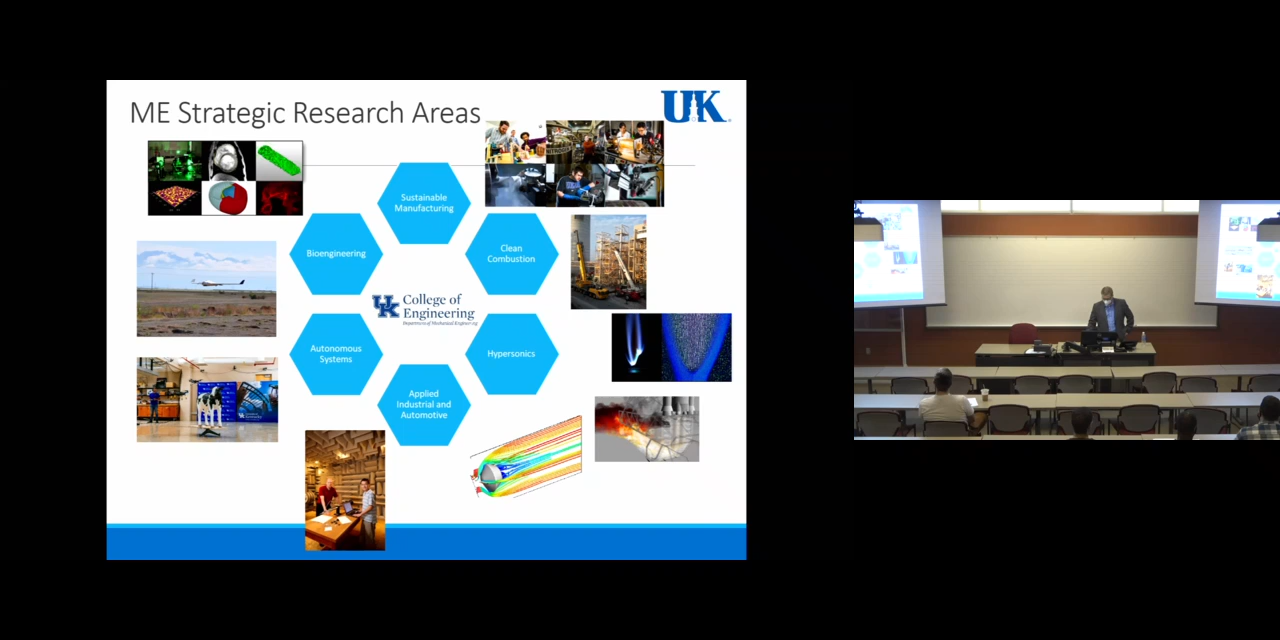 ME Strategic Research Areas
UK
Sustainable
Manufacturing
Bioengineering
Clean
Combustion
UK
College of
Engineering
Department of Mechanical Engineering
Autonomous
Systems
Hypersonics
Applied
Industrial and
Automotive